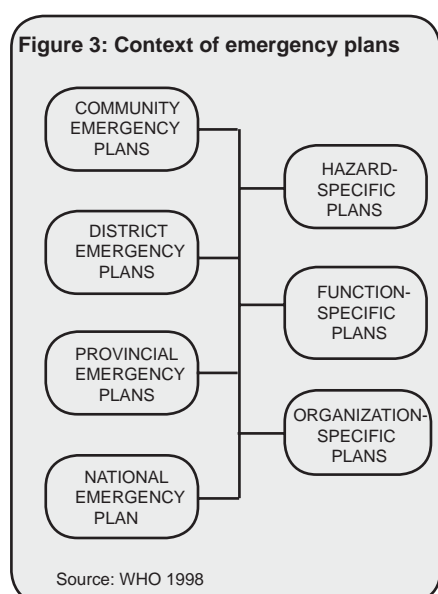 Figure 3: Context of emergency plans
COMMUNITY
EMERGENCY
PLANS
DISTRICT
EMERGENCY
PLANS
PROVINCIAL
EMERGENCY
PLANS
NATIONAL
EMERGENCY
PLAN
HAZARD-
SPECIFIC
PLANS
FUNCTION-
SPECIFIC
PLANS
ORGANIZATION-
SPECIFIC
PLANS
Source: WHO 1998